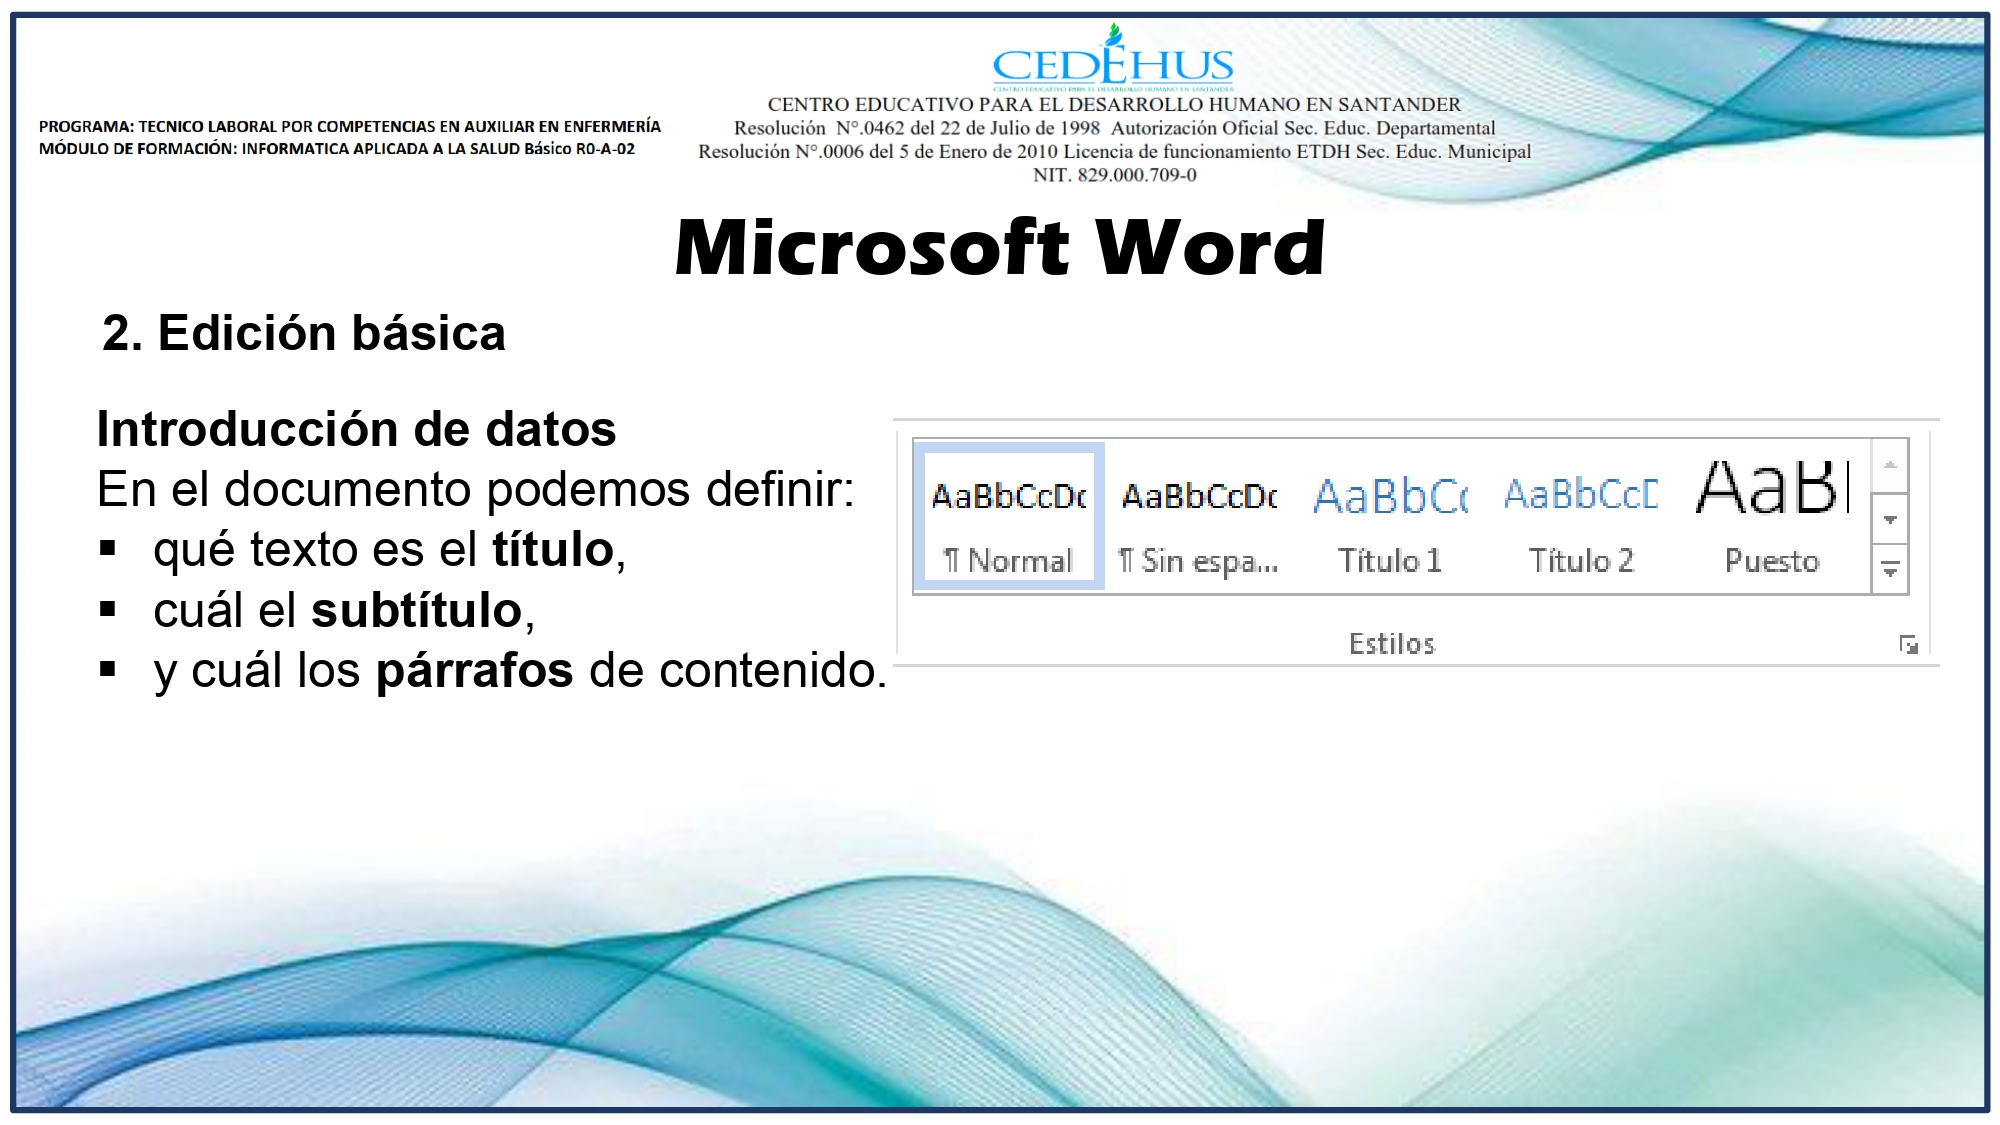 CEDEHUS
CENTRO EDUCATIVO PARA EL DESARROLLO HUMANO EN SANTANDER
CENTRO EDUCATIVO PARA EL DESARROLLO HUMANO EN SANTANDER
Resolución N°.0462 del 22 de Julio de 1998 Autorización Oficial Sec. Educ. Departamental
Resolución N°.0006 del 5 de Enero de 2010 Licencia de funcionamiento ETDH Sec. Educ. Municipal
NIT. 829.000.709-0
PROGRAMA: TECNICO LABORAL POR COMPETENCIAS EN AUXILIAR EN ENFERMERÍA
MÓDULO DE FORMACIÓN: INFORMATICA APLICADA A LA SALUD Básico R0-A-02
Microsoft Word
2. Edición básica
Introducción de datos
En el documento podemos definir:
▪ qué texto es el título,
▪ cuál el subtítulo,
▪ y cuál los párrafos de contenido.
AaBbCcDc AaBbCcDc AaBbCc AaBbCcD AaB
¶ Normal ¶ Sin espa... Título 1 Título 2 Puesto
Estilos